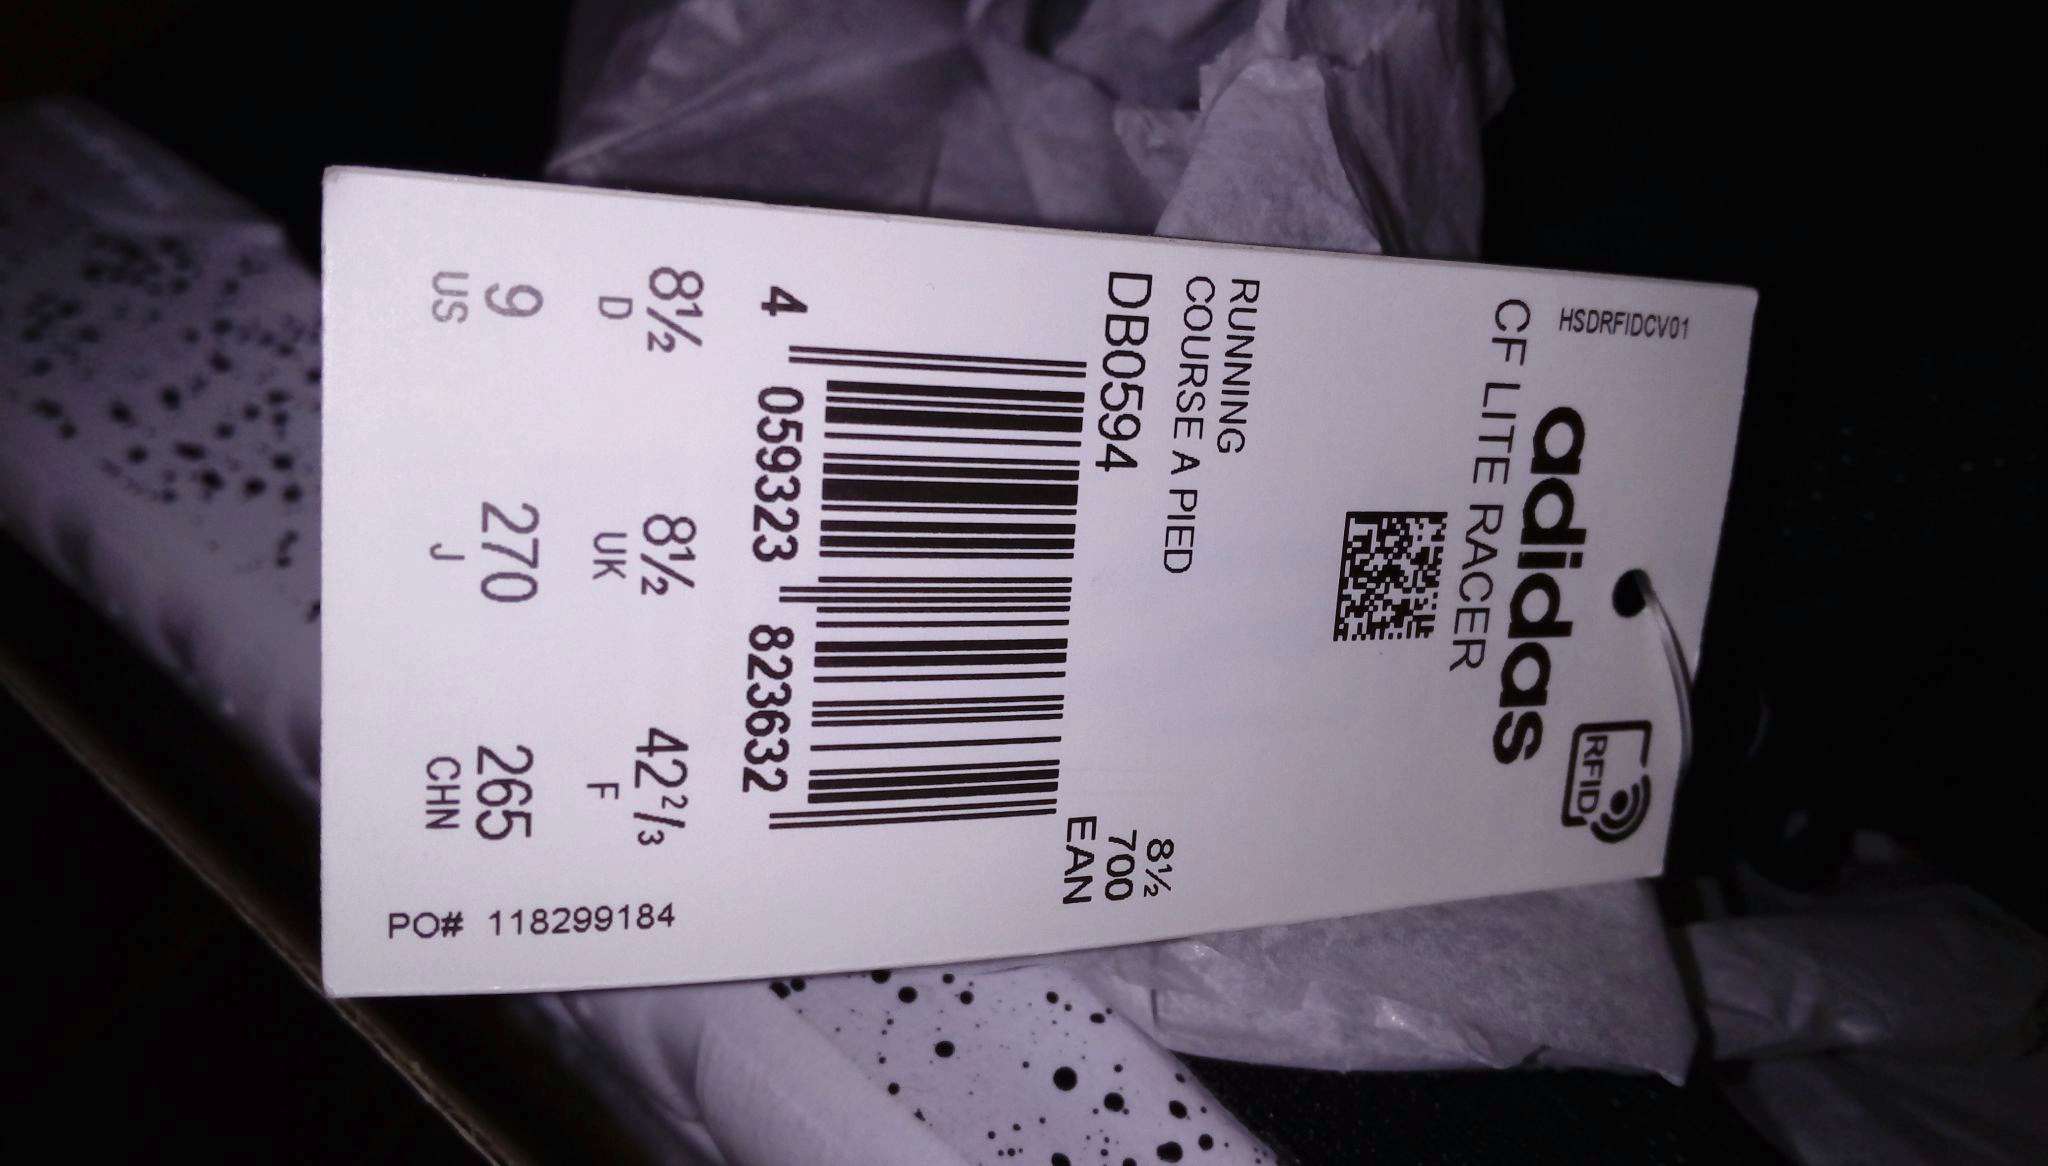 HSDRFIDCV01
RFID
adidas
CF LITE RACER
RUNNING
COURSE A PIED
DB0594
8½
700
EAN
4 059323 823632
8½ 8½ 42⅔
D UK F
9 270 265
US J CHN
PO# 118299184